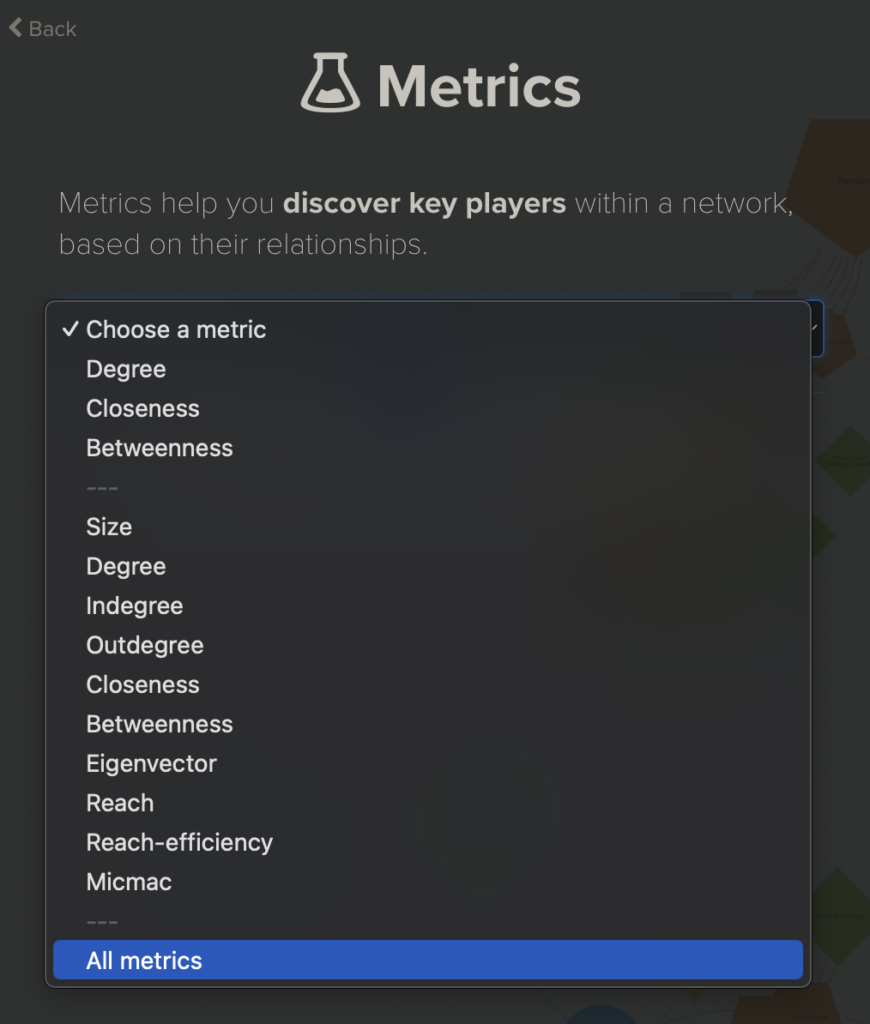 Back
Metrics
Metrics help you discover key players within a network,
based on their relationships.
✓ Choose a metric
Degree
Closeness
Betweenness
---
Size
Degree
Indegree
Outdegree
Closeness
Betweenness
Eigenvector
Reach
Reach-efficiency
Micmac
---
All metrics